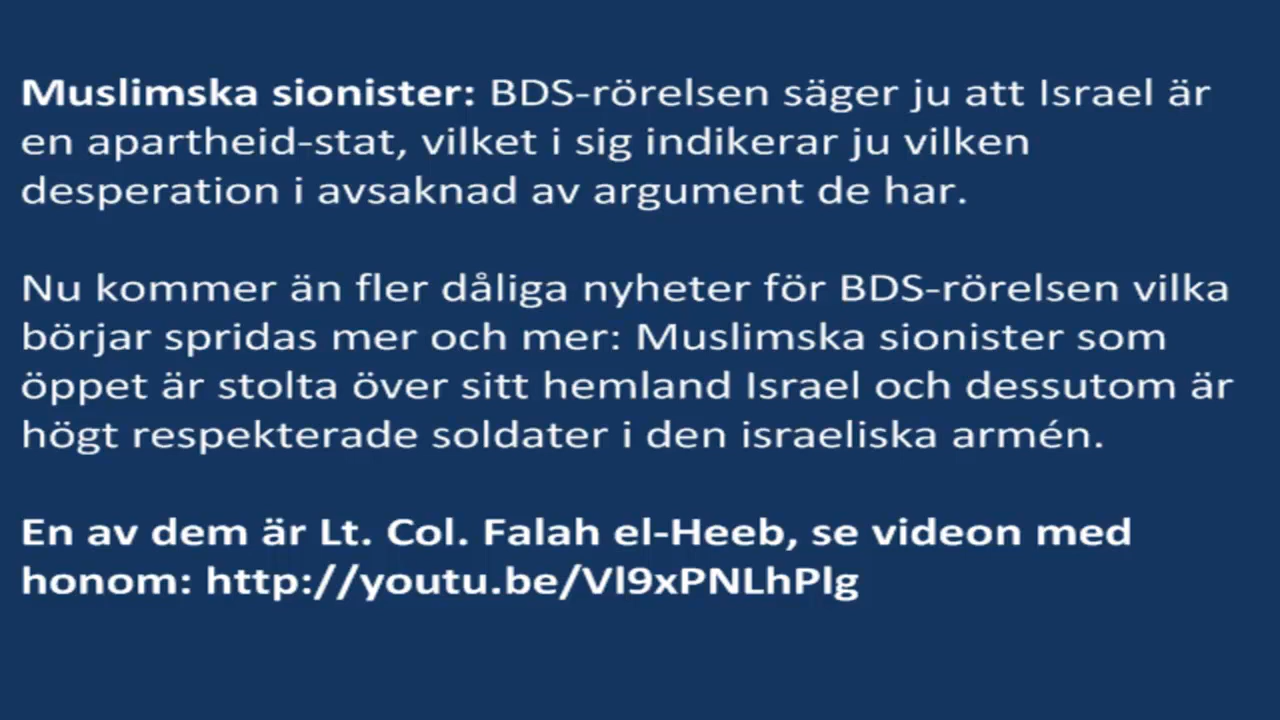 Muslimska sionister: BDS-rörelsen säger ju att Israel är
en apartheid-stat, vilket i sig indikerar ju vilken
desperation i avsaknad av argument de har.
Nu kommer än fler dåliga nyheter för BDS-rörelsen vilka
börjar spridas mer och mer: Muslimska sionister som
öppet är stolta över sitt hemland Israel och dessutom är
högt respekterade soldater i den israeliska armén.
En av dem är Lt. Col. Falah el-Heeb, se videon med
honom: http://youtu.be/Vl9xPNLhPlg